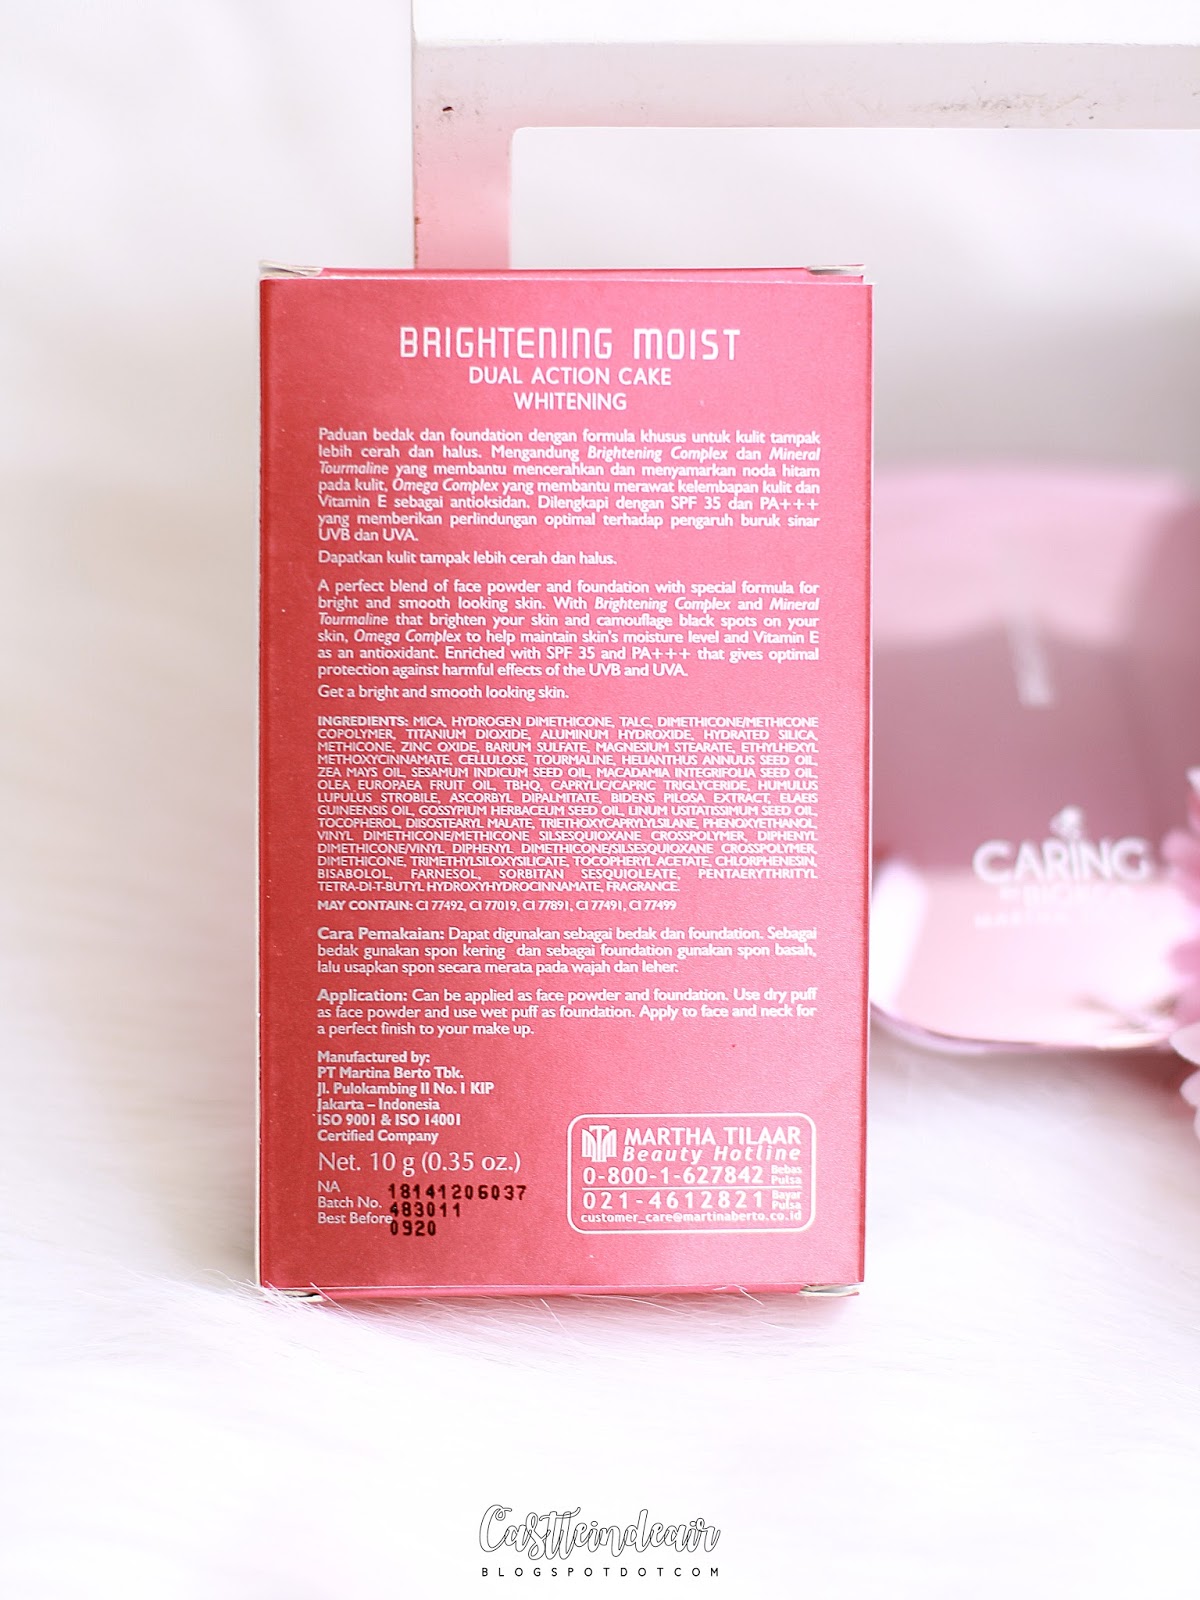 BRIGHTENING MOIST
DUAL ACTION CAKE
WHITENING
Paduan bedak dan foundation dengan formula khusus untuk kulit tampak
lebih cerah dan halus. Mengandung Brightening Complex dan Mineral
Tourmaline yang membantu mencerahkan dan menyamarkan noda hitam
pada kulit, Omega Complex yang membantu merawat kelembapan kulit dan
Vitamin E sebagai antioksidan. Dilengkapi dengan SPF 35 dan PA+++
yang memberikan perlindungan optimal terhadap pengaruh buruk sinar
UVB dan UVA.
Dapatkan kulit tampak lebih cerah dan halus.
A perfect blend of face powder and foundation with special formula for
bright and smooth looking skin. With Brightening Complex and Mineral
Tourmaline that brighten your skin and camouflage black spots on your
skin, Omega Complex to help maintain skin's moisture level and Vitamin E
as an antioxidant. Enriched with SPF 35 and PA+++ that gives optimal
protection against harmful effects of the UVB and UVA.
Get a bright and smooth looking skin.
INGREDIENTS: MICA, HYDROGEN DIMETHICONE, TALC, DIMETHICONE/METHICONE
COPOLYMER, TITANIUM DIOXIDE, ALUMINUM HYDROXIDE, HYDRATED SILICA,
METHICONE, ZINC OXIDE, BARIUM SULFATE, MAGNESIUM STEARATE, ETHYLHEXYL
METHOXYCINNAMATE, CELLULOSE, TOURMALINE, HELIANTHUS ANNUUS SEED OIL,
ZEA MAYS OIL, SESAMUM INDICUM SEED OIL, MACADAMIA INTEGRIFOLIA SEED OIL,
OLEA EUROPAEA FRUIT OIL, TBHQ, CAPRYLIC/CAPRIC TRIGLYCERIDE, HUMULUS
LUPULUS STROBILE, ASCORBYL DIPALMITATE, BIDENS PILOSA EXTRACT, ELAEIS
GUINEENSIS OIL, GOSSYPIUM HERBACEUM SEED OIL, LINUM USITATISSIMUM SEED OIL,
TOCOPHEROL, DIISOSTEARYL MALATE, TRIETHOXYCAPRYLYLSILANE, PHENOXYETHANOL,
VINYL DIMETHICONE/METHICONE SILSESQUIOXANE CROSSPOLYMER, DIPHENYL
DIMETHICONE/VINYL DIPHENYL DIMETHICONE/SILSESQUIOXANE CROSSPOLYMER,
DIMETHICONE, TRIMETHYLSILOXYSILICATE, TOCOPHERYL ACETATE, CHLORPHENESIN,
BISABOLOL, FARNESOL, SORBITAN SESQUIOLEATE, PENTAERYTHRITYL
TETRA-DI-T-BUTYL HYDROXYHYDROCINNAMATE, FRAGRANCE.
MAY CONTAIN: CI 77492, CI 77019, CI 77891, CI 77491, CI 77499
Cara Pemakaian: Dapat digunakan sebagai bedak dan foundation. Sebagai
bedak gunakan spon kering dan sebagai foundation gunakan spon basah,
lalu usapkan spon secara merata pada wajah dan leher.
Application: Can be applied as face powder and foundation. Use dry puff
as face powder and use wet puff as foundation. Apply to face and neck for
a perfect finish to your make up.
Manufactured by:
PT Martina Berto Tbk.
Jl. Pulokambing II No. 1 KIP
Jakarta – Indonesia
ISO 9001 & ISO 14001
Certified Company
Net. 10 g (0.35 oz.)
NA 18141206037
Batch No. 483011
Best Before 0920
MARTHA TILAAR
Beauty Hotline
0-800-1-627842 Bebas Pulsa
021-4612821 Bayar Pulsa
customer_care@martinaberto.co.id
CARING
Castleindeair
BLOGSPOTDOTCOM